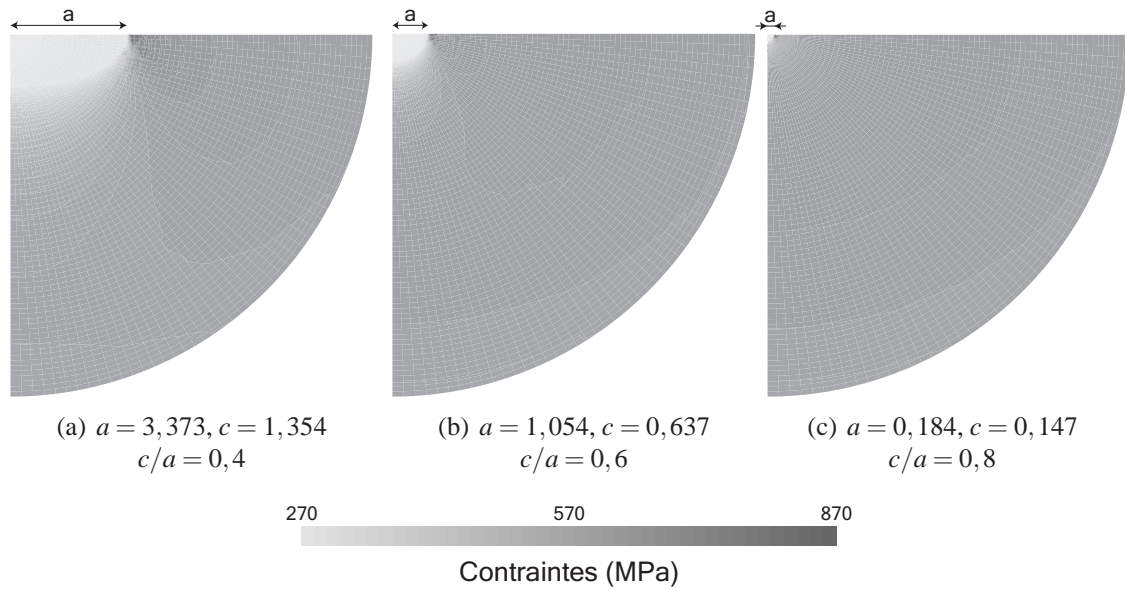 a
a
a
(a) a = 3,373, c = 1,354
c/a = 0,4
(b) a = 1,054, c = 0,637
c/a = 0,6
(c) a = 0,184, c = 0,147
c/a = 0,8
270 570 870
Contraintes (MPa)